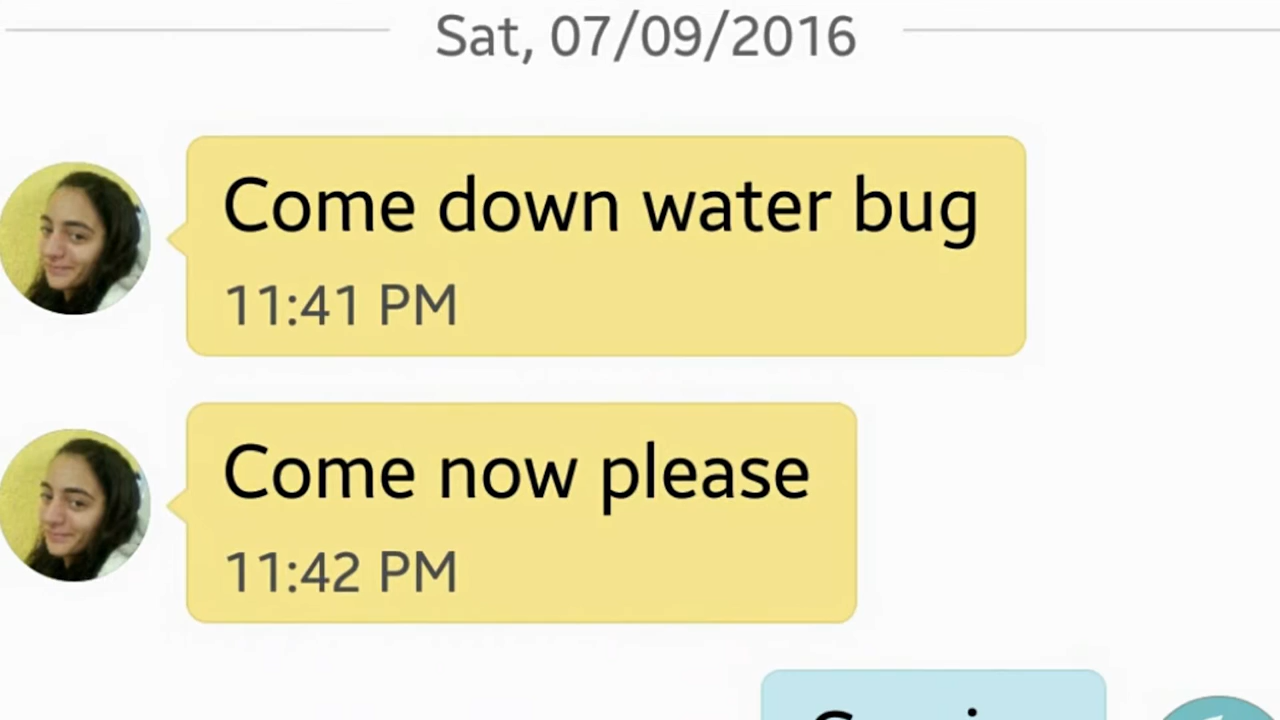 Sat, 07/09/2016
Come down water bug
11:41 PM
Come now please
11:42 PM